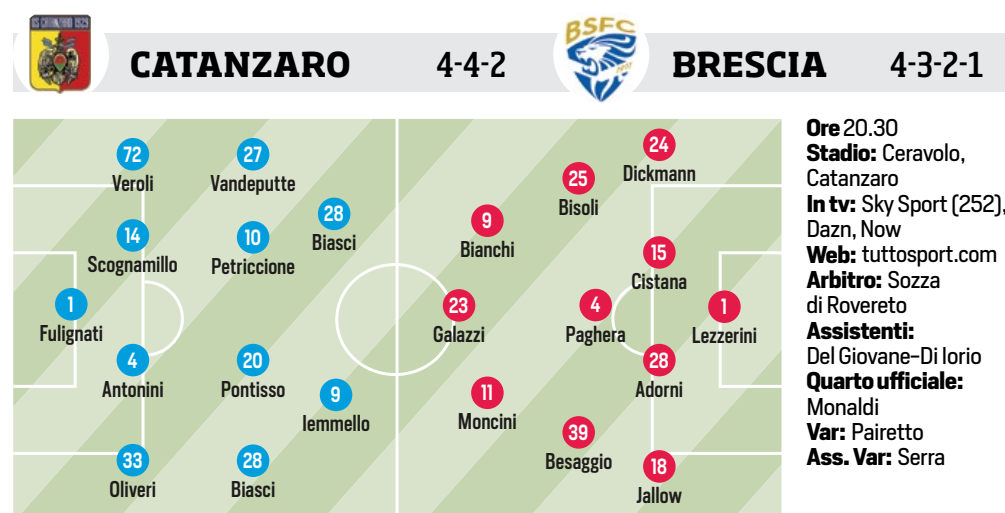 US CATANZARO 1929
BSFC
CATANZARO 4-4-2
BRESCIA 4-3-2-1
72
Veroli
27
Vandeputte
14
Scognamillo
10
Petriccione
28
Biasci
1
Fulignati
4
Antonini
20
Pontisso
9
Iemmello
33
Oliveri
28
Biasci
24
Dickmann
25
Bisoli
9
Bianchi
15
Cistana
23
Galazzi
4
Paghera
1
Lezzerini
28
Adorni
11
Moncini
39
Besaggio
18
Jallow
Ore 20.30
Stadio: Ceravolo,
Catanzaro
In tv: Sky Sport (252),
Dazn, Now
Web: tuttosport.com
Arbitro: Sozza
di Rovereto
Assistenti:
Del Giovane-Di Iorio
Quarto ufficiale:
Monaldi
Var: Pairetto
Ass. Var: Serra